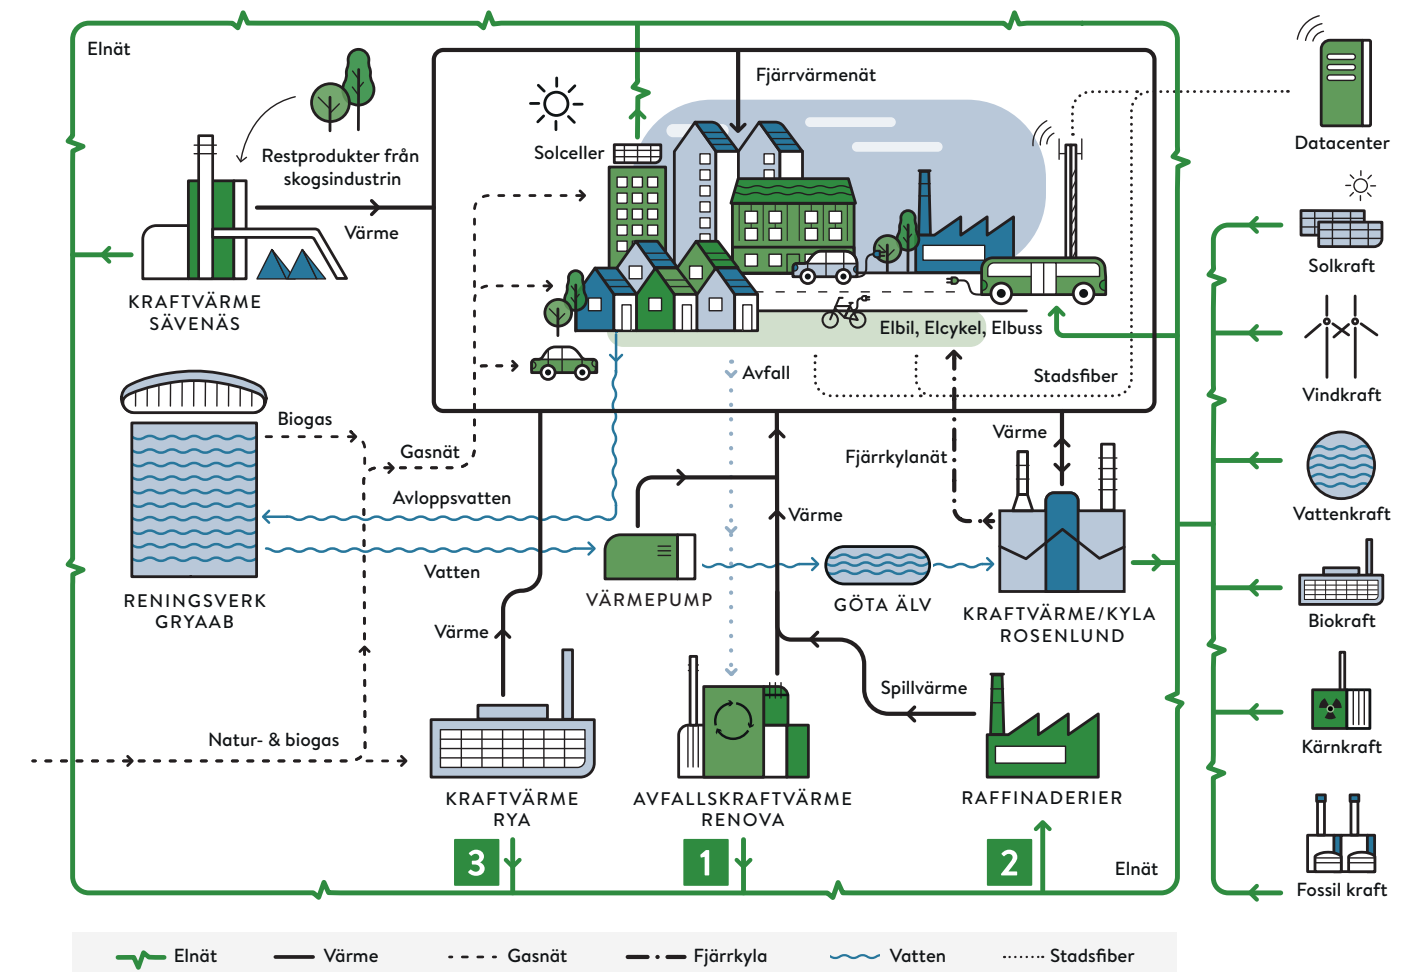 Elnät
Fjärrvärmenät
Solceller
Restprodukter från
skogsindustrin
Värme
KRAFTVÄRME
SÄVENÄS
Elbil, Elcykel, Elbuss
Avfall
Stadsfiber
Datacenter
Solkraft
Vindkraft
Vattenkraft
Biokraft
Kärnkraft
Fossil kraft
Biogas
Gasnät
Avloppsvatten
Vatten
RENINGSVERK
GRYAAB
VÄRMEPUMP
Värme
GÖTA ÄLV
Fjärrkylanät
Värme
KRAFTVÄRME/KYLA
ROSENLUND
Värme
Spillvärme
Natur- & biogas
KRAFTVÄRME
RYA
AVFALLSKRAFTVÄRME
RENOVA
RAFFINADERIER
3
1
2
Elnät
Elnät
Värme
Gasnät
Fjärrkyla
Vatten
Stadsfiber